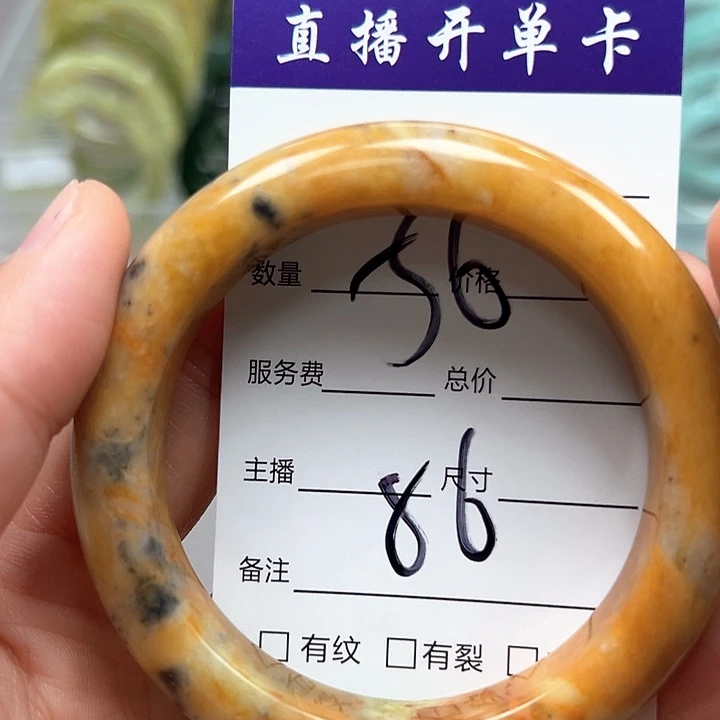 直播开单卡
56
数量 价格
服务费 总价
主播 尺寸
86
备注
□ 有纹 □ 有裂 □